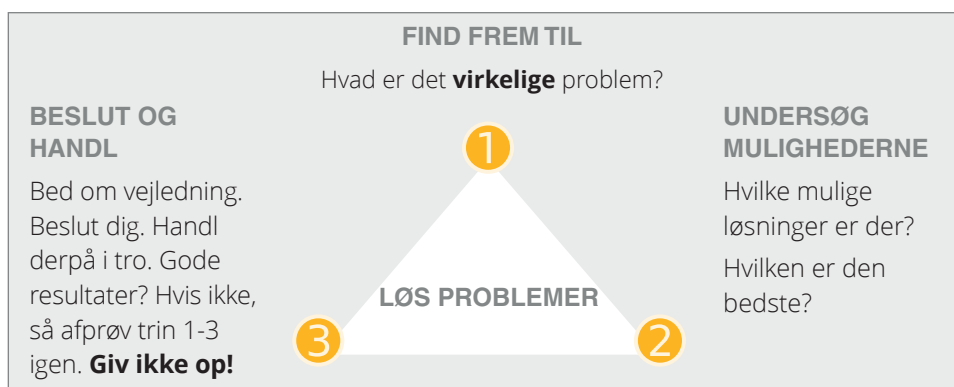 FIND FREM TIL
Hvad er det virkelige problem?
1
BESLUT OG
HANDL
Bed om vejledning.
Beslut dig. Handl
derpå i tro. Gode
resultater? Hvis ikke,
så afprøv trin 1-3
igen. Giv ikke op!
UNDERSØG
MULIGHEDERNE
Hvilke mulige
løsninger er der?
Hvilken er den
bedste?
LØS PROBLEMER
3
2